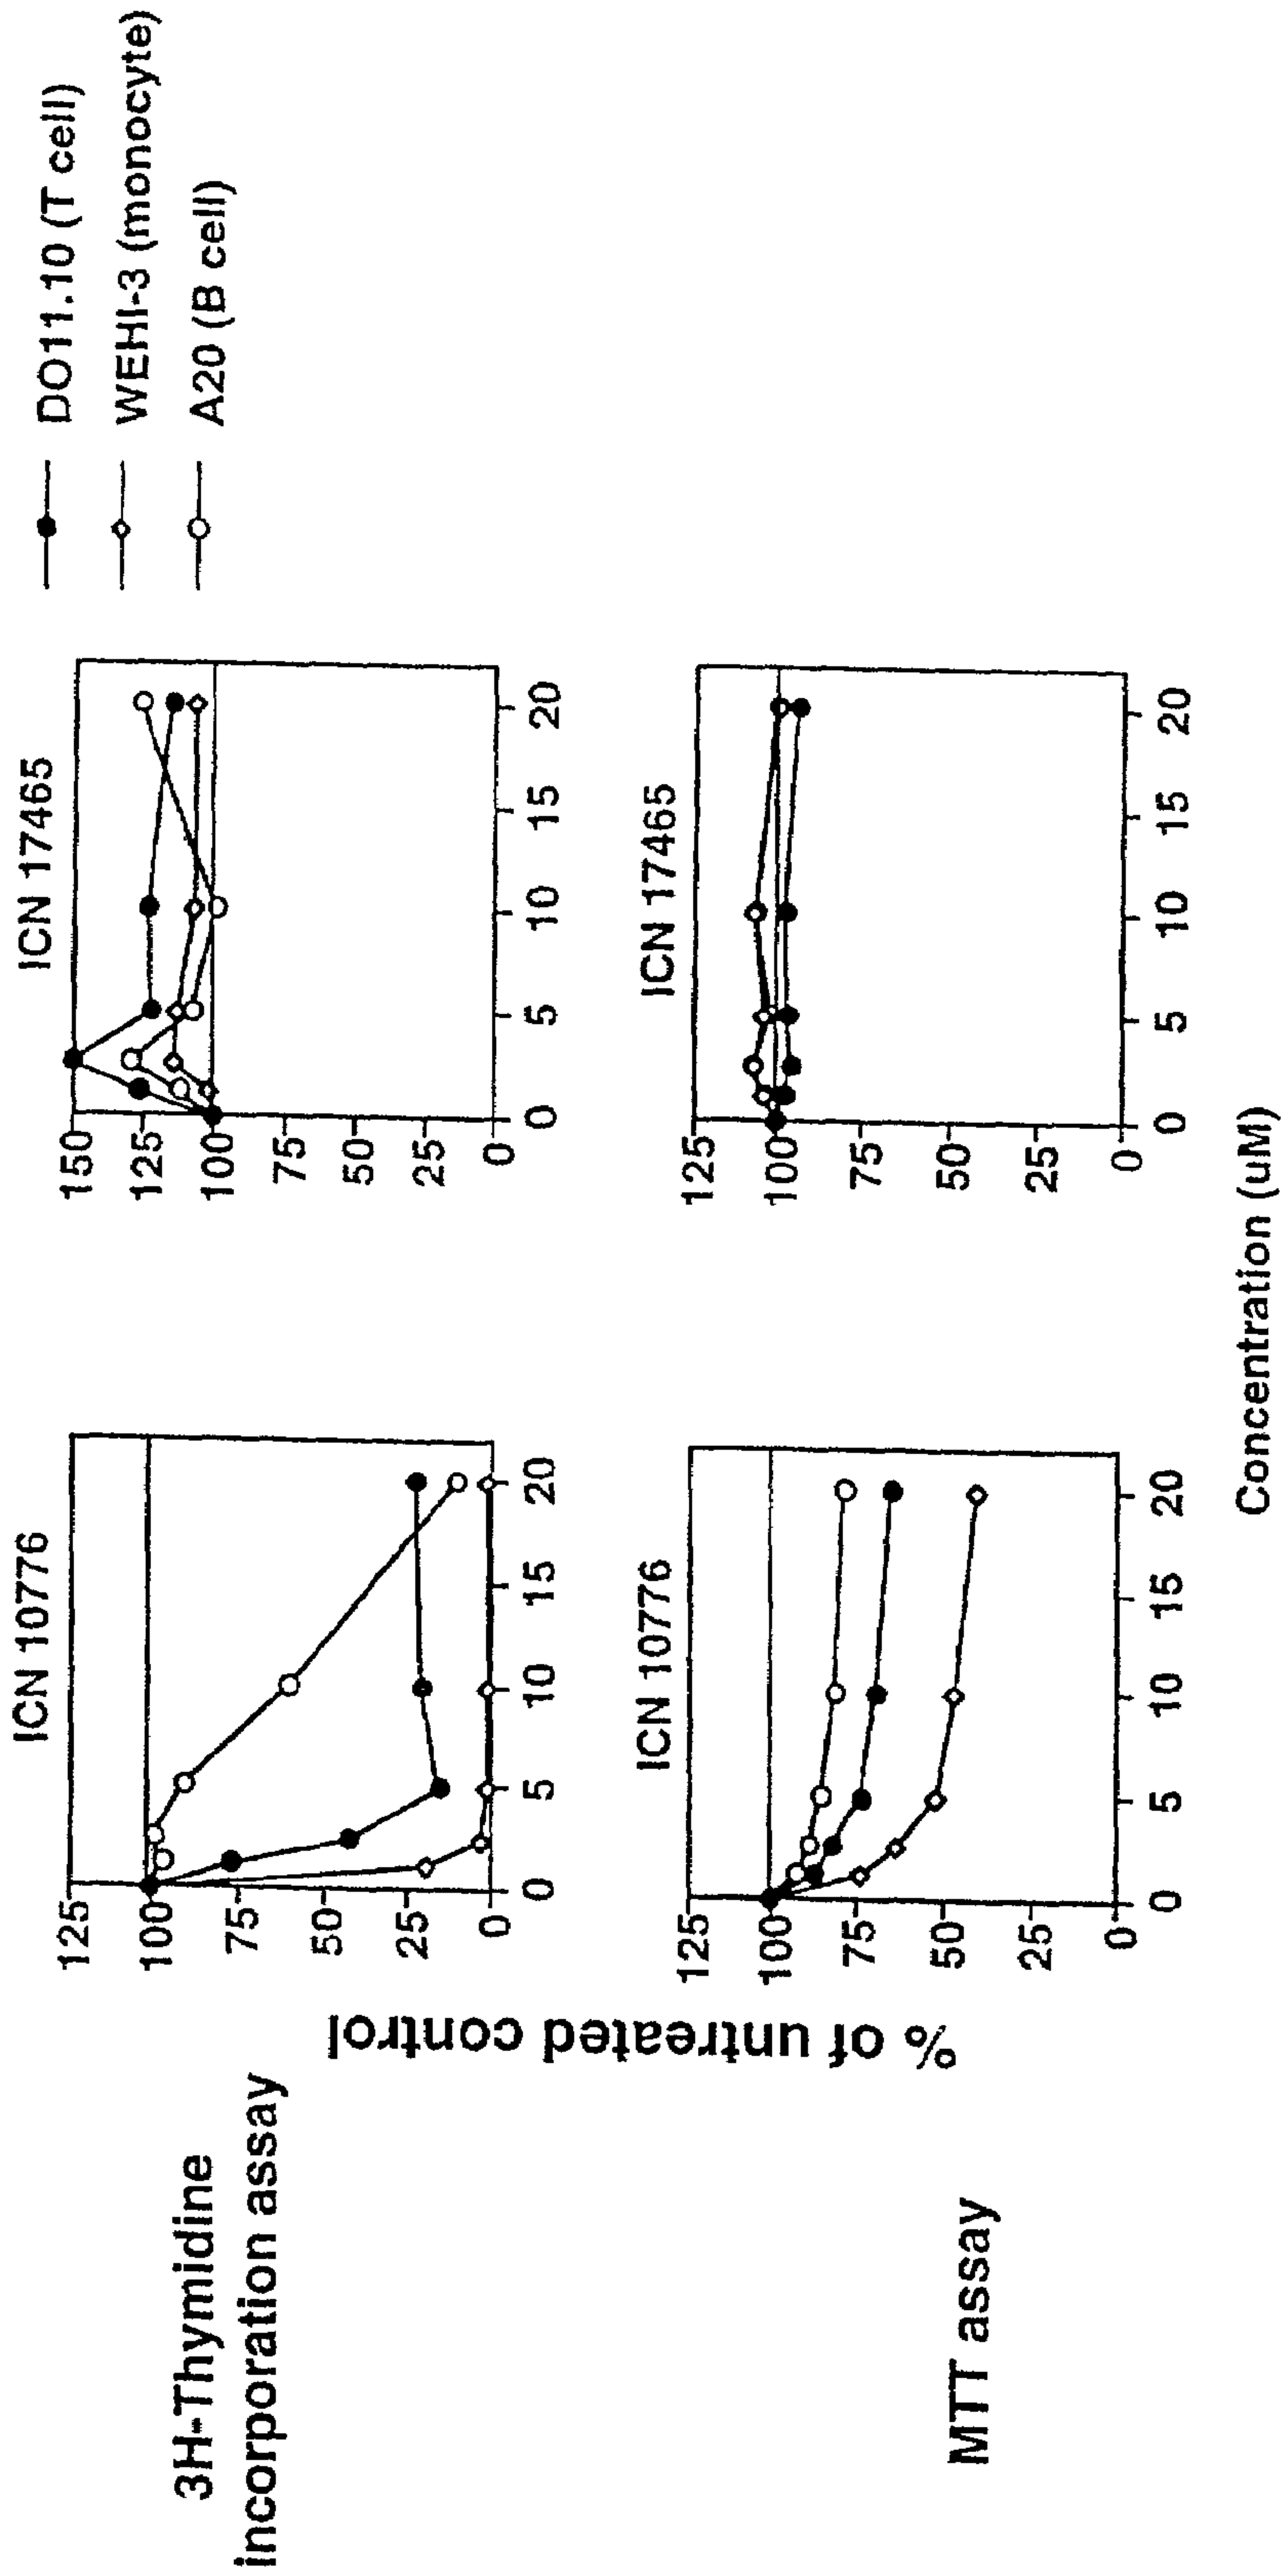 DO11.10 (T cell)
WEHI-3 (monocyte)
A20 (B cell)
3H-Thymidine
incorporation assay
% of untreated control
ICN 10776
125
100
75
50
25
0
0 5 10 15 20
ICN 17465
150
125
100
75
50
25
0
0 5 10 15 20
MTT assay
ICN 10776
125
100
75
50
25
0
0 5 10 15 20
ICN 17465
125
100
75
50
25
0
0 5 10 15 20
Concentration (uM)